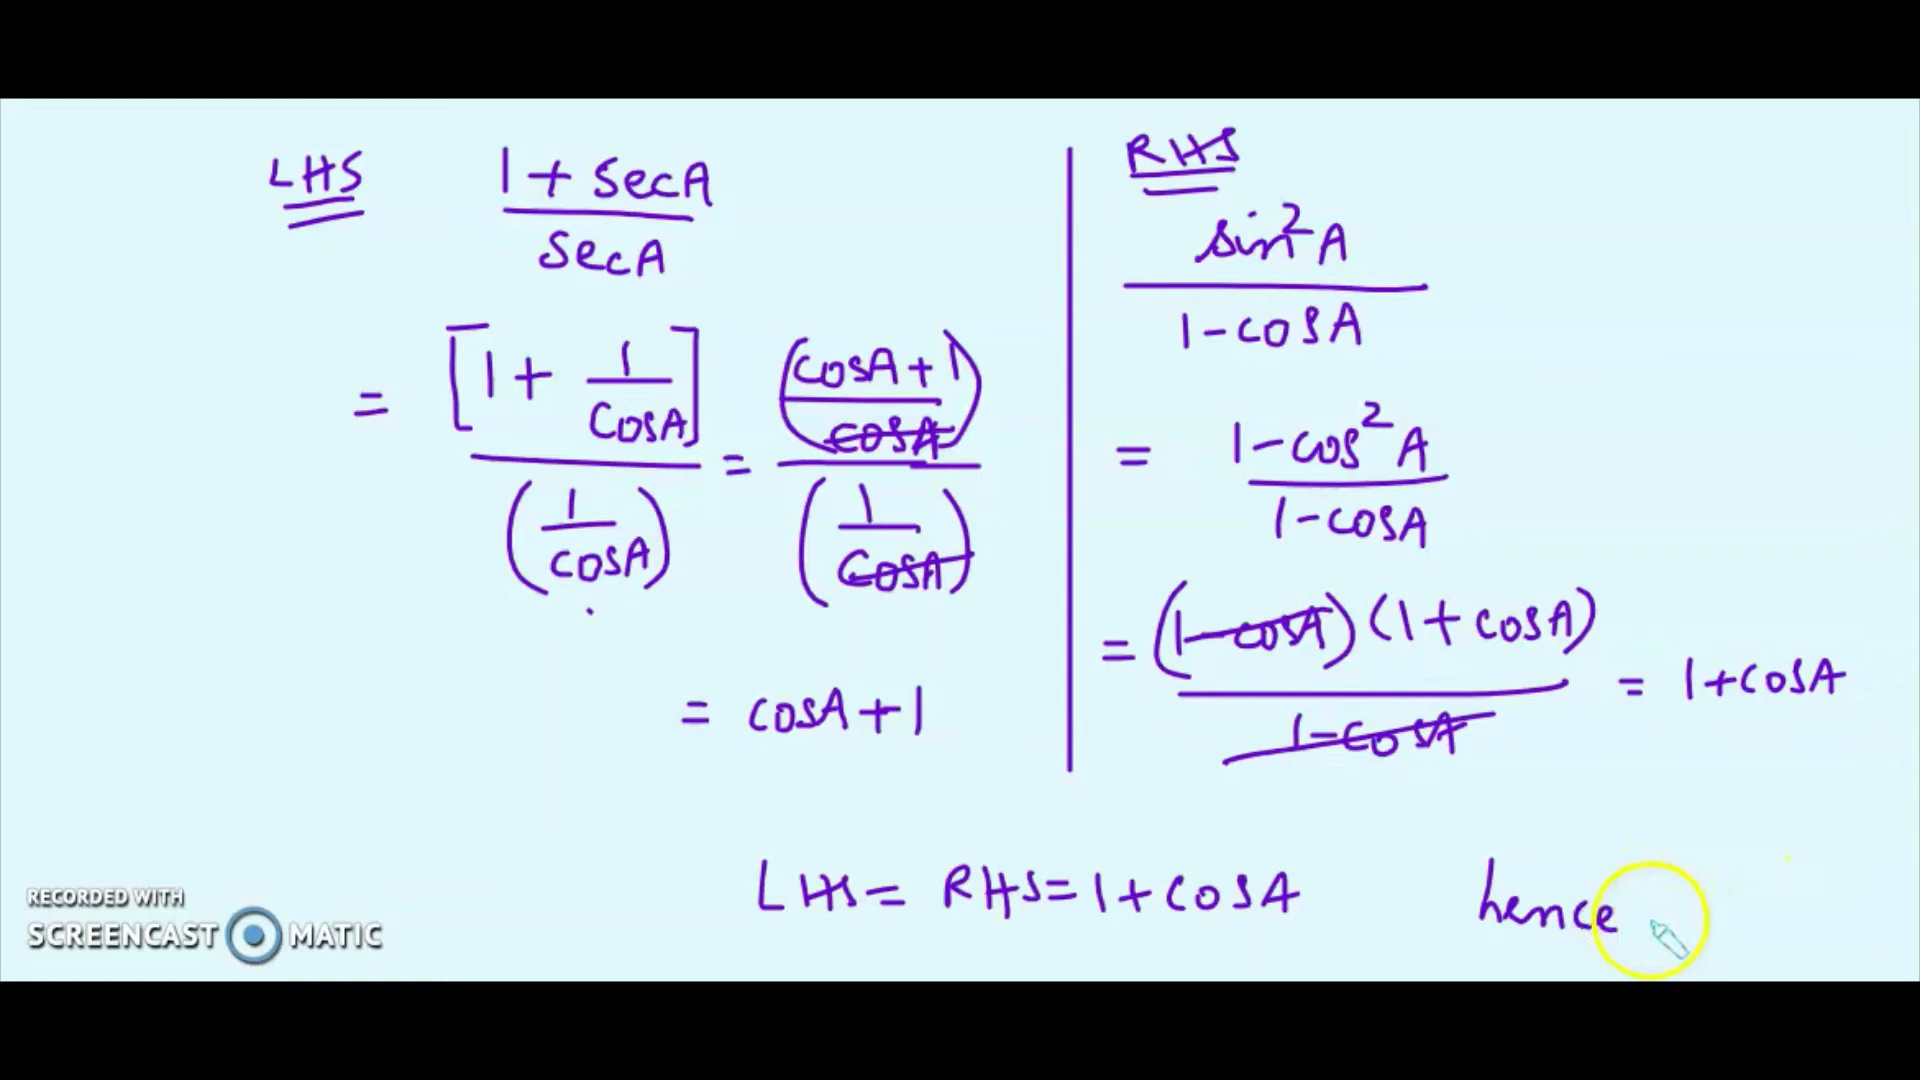 LHS
1 + SecA
SecA
= [1 + 1/CosA] / (1/cosA) = ((cosA + 1)/cosA) / (1/CosA)
= cosA + 1
RHS
sin²A
1 - cosA
= 1 - cos²A
1 - cosA
= (1 - cosA) (1 + cosA) / 1 - cosA = 1 + cosA
LHS = RHS = 1 + cosA hence
RECORDED WITH
SCREENCAST MATIC